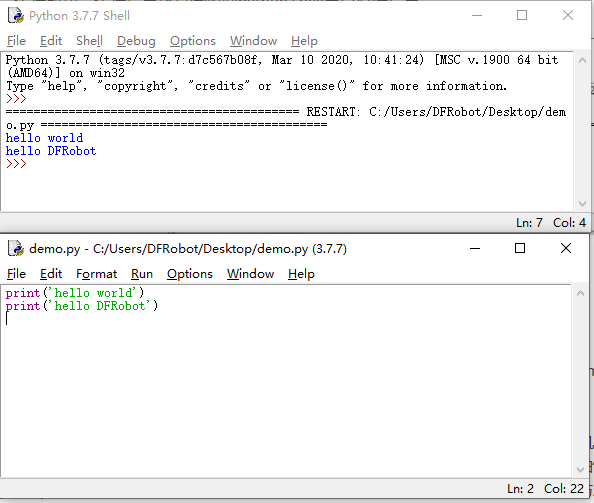 Python 3.7.7 Shell
File Edit Shell Debug Options Window Help
Python 3.7.7 (tags/v3.7.7:d7c567b08f, Mar 10 2020, 10:41:24) [MSC v.1900 64 bit
(AMD64)] on win32
Type "help", "copyright", "credits" or "license()" for more information.
>>>
========================================== RESTART: C:/Users/DFRobot/Desktop/dem
o.py =========================================
hello world
hello DFRobot
>>>
Ln: 7 Col: 4
demo.py - C:/Users/DFRobot/Desktop/demo.py (3.7.7)
File Edit Format Run Options Window Help
print('hello world')
print('hello DFRobot')
Ln: 2 Col: 22